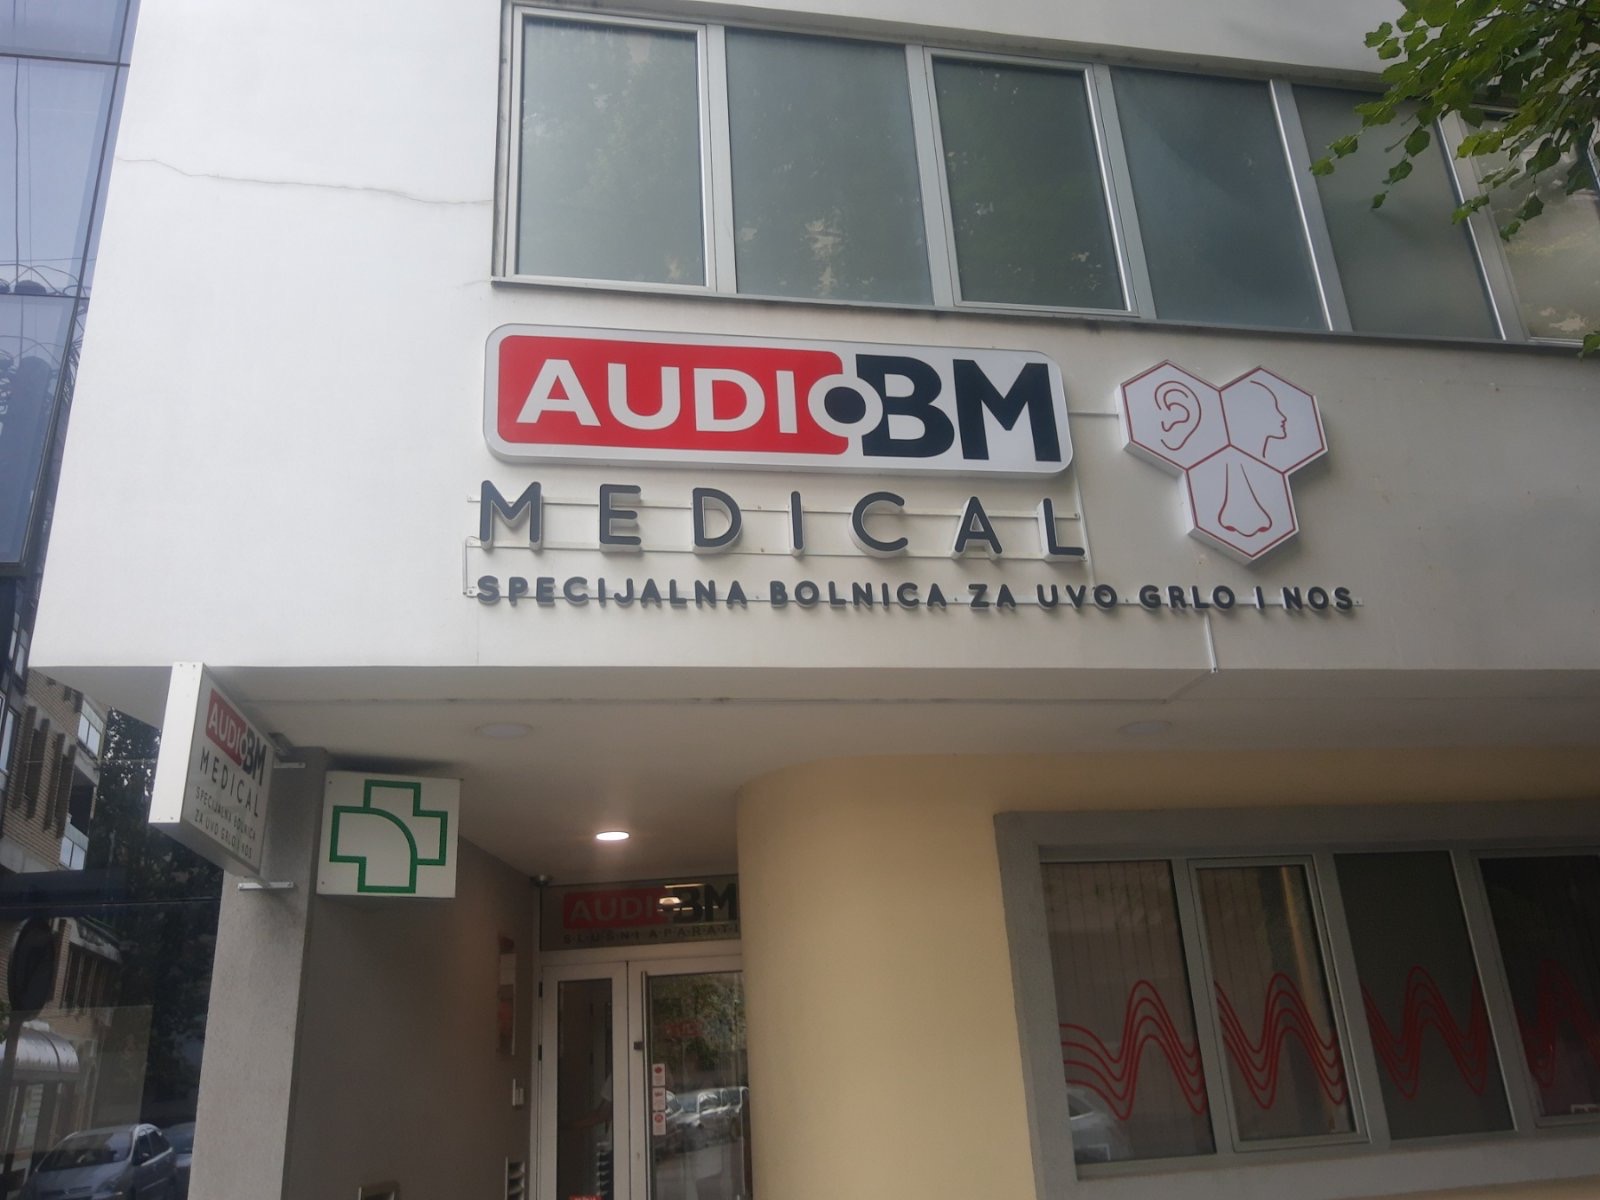 AUDIOBM
MEDICAL
SPECIJALNA BOLNICA ZA UVO GRLO I NOS
AUDIOBM
MEDICAL
SPECIJALNA BOLNICA
ZA UVO GRLO I NOS
AUDIOBM
SLUŠNI APARATI